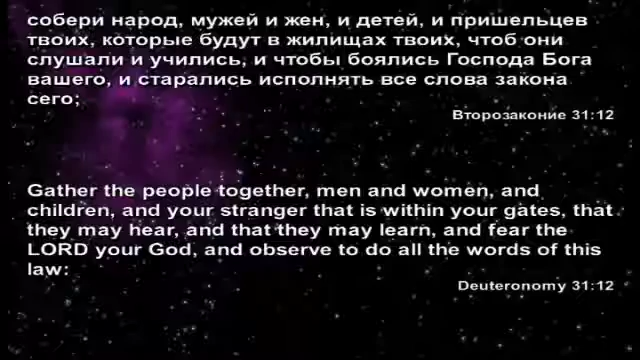 собери народ, мужей и жен, и детей, и пришельцев
твоих, которые будут в жилищах твоих, чтоб они
слушали и учились, и чтобы боялись Господа Бога
вашего, и старались исполнять все слова закона
сего;
Второзаконие 31:12
Gather the people together, men and women, and
children, and your stranger that is within your gates, that
they may hear, and that they may learn, and fear the
LORD your God, and observe to do all the words of this
law:
Deuteronomy 31:12